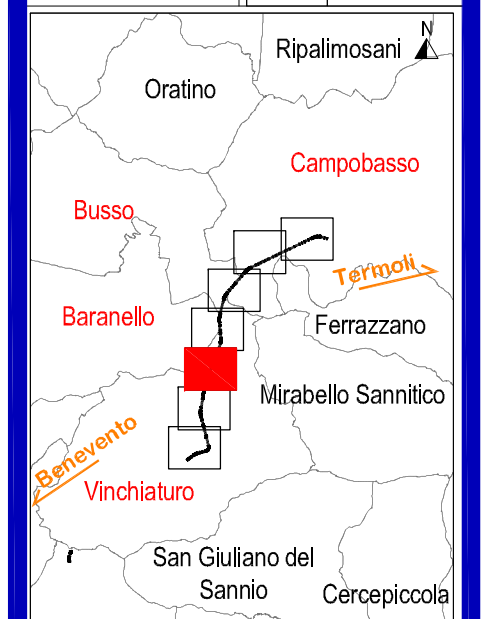 N
Ripalimosani
Oratino
Campobasso
Busso
Termoli
Baranello
Ferrazzano
Mirabello Sannitico
Benevento
Vinchiaturo
San Giuliano del
Sannio
Cercepiccola